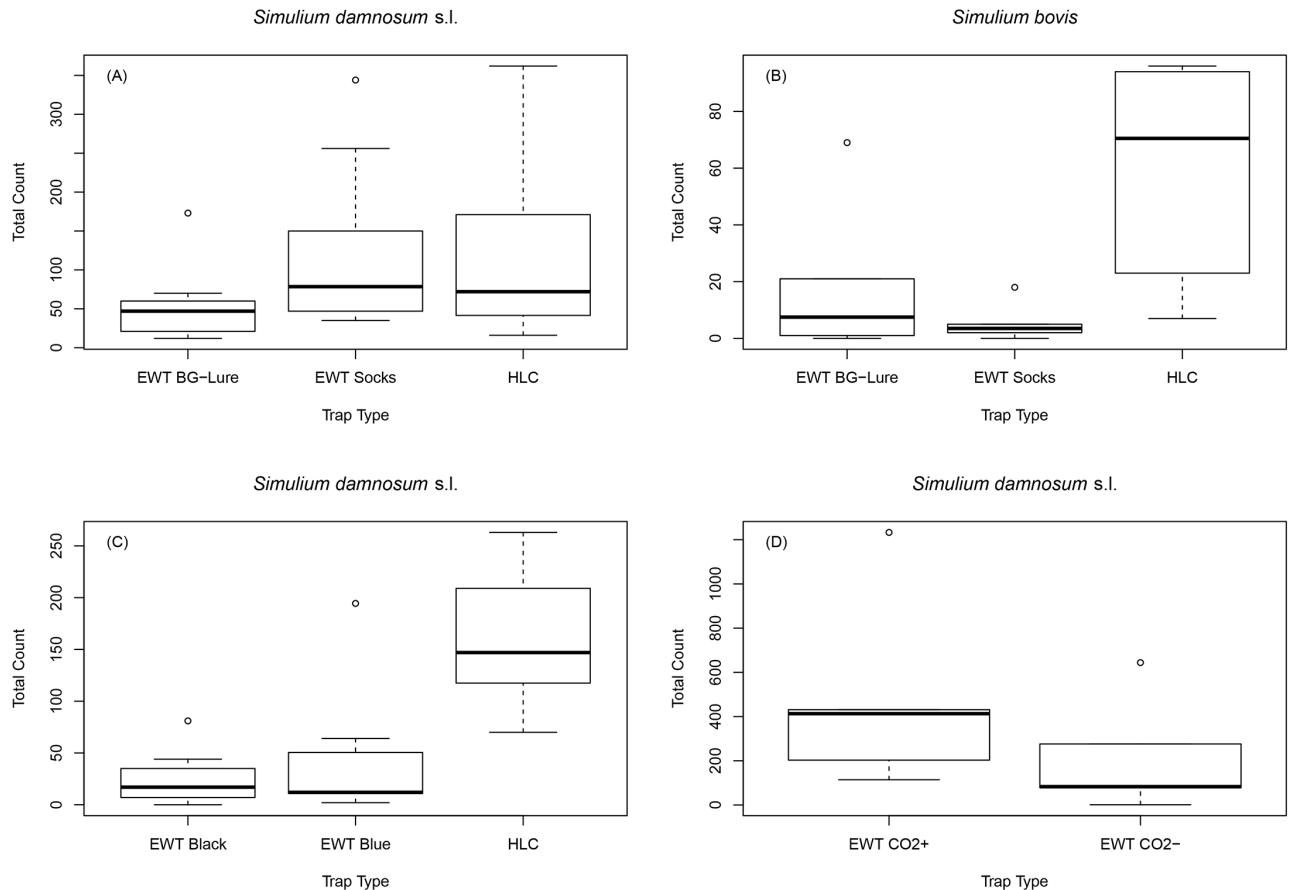 Simulium damnosum s.l.
(A)
Total Count
0
50
100
200
300
EWT BG−Lure
EWT Socks
HLC
Trap Type
Simulium bovis
(B)
Total Count
0
20
40
60
80
EWT BG−Lure
EWT Socks
HLC
Trap Type
Simulium damnosum s.l.
(C)
Total Count
0
50
100
150
200
250
EWT Black
EWT Blue
HLC
Trap Type
Simulium damnosum s.l.
(D)
Total Count
0
200
400
600
800
1000
EWT CO2+
EWT CO2−
Trap Type